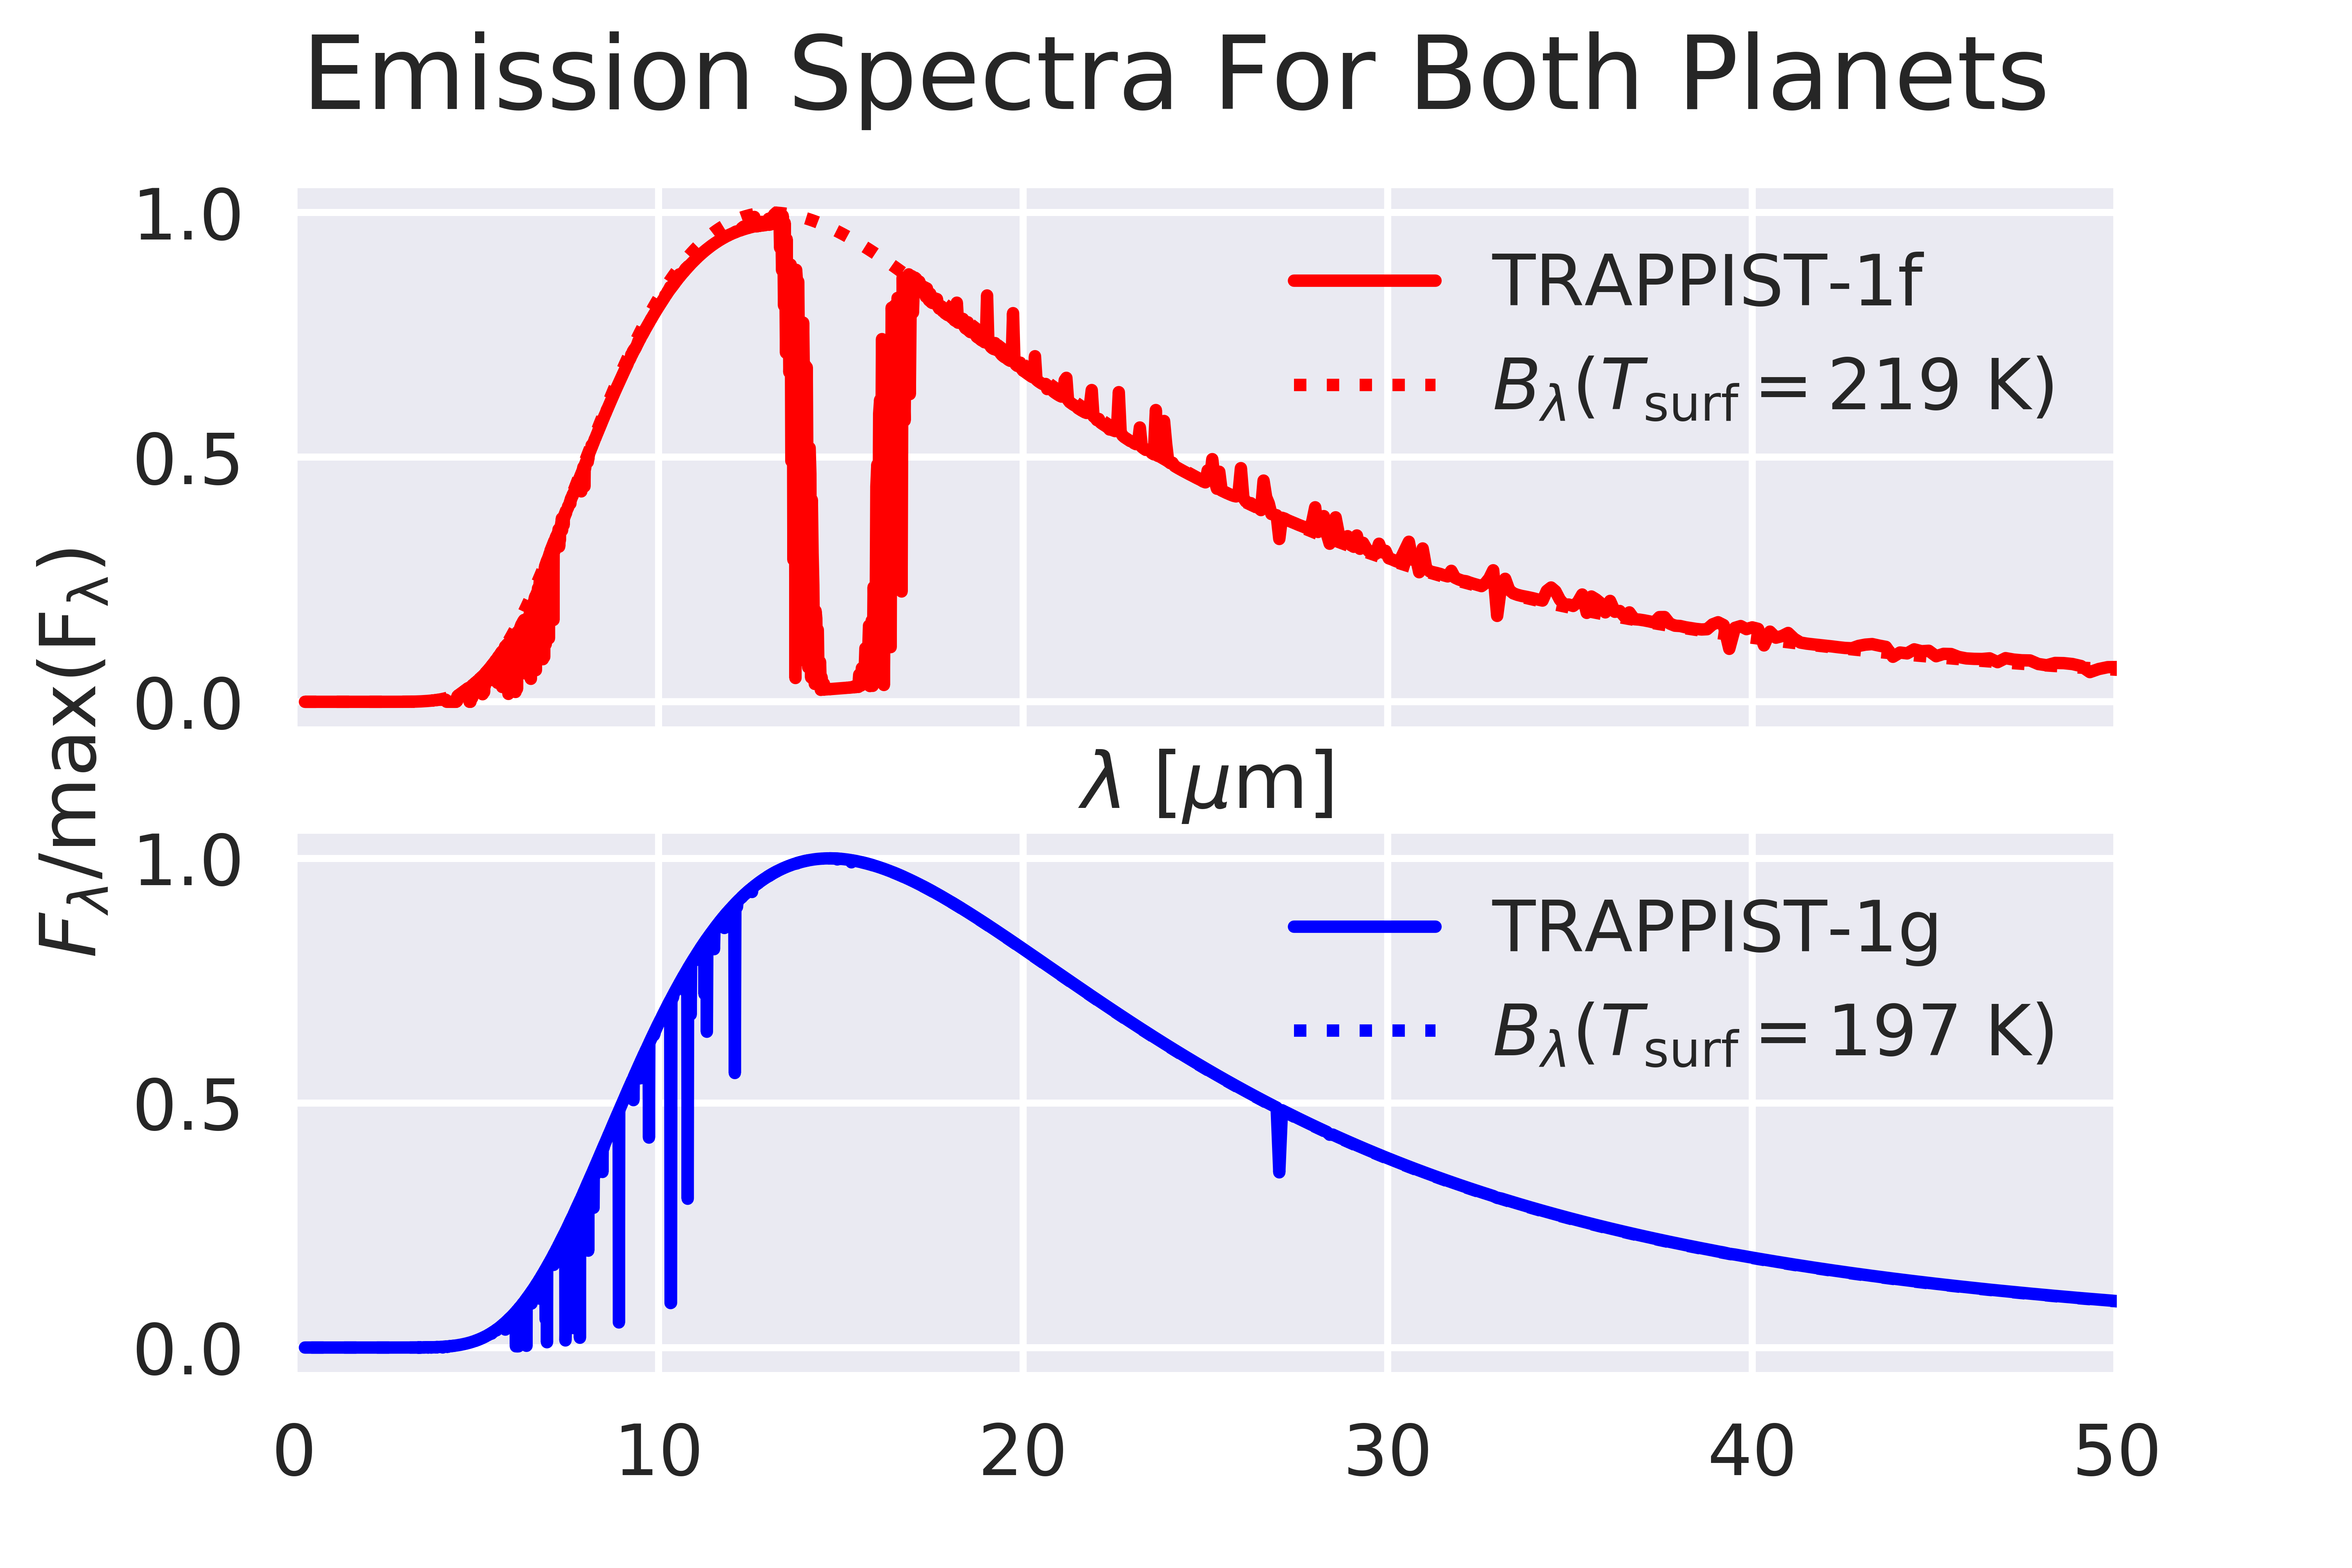 Emission Spectra For Both Planets
1.0
0.5
0.0
TRAPPIST-1f
B_λ(T_surf = 219 K)
F_λ/max(F_λ)
λ [μm]
1.0
0.5
0.0
TRAPPIST-1g
B_λ(T_surf = 197 K)
0 10 20 30 40 50